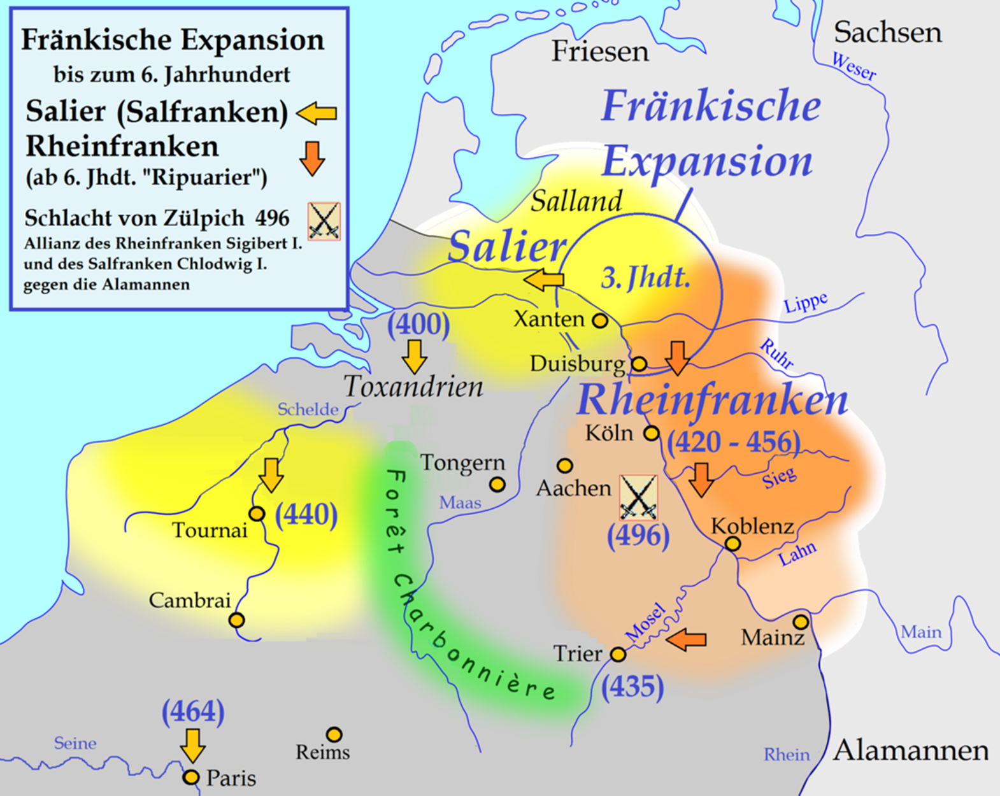 Fränkische Expansion
bis zum 6. Jahrhundert
Salier (Salfranken)
Rheinfranken
(ab 6. Jhdt. "Ripuarier")
Schlacht von Zülpich 496
Allianz des Rheinfranken Sigibert I.
und des Salfranken Chlodwig I.
gegen die Alamannen
Friesen
Sachsen
Weser
Fränkische
Expansion
Salland
Salier
3. Jhdt.
Lippe
Xanten
(400)
Ruhr
Duisburg
Toxandrien
Rheinfranken
Schelde
Köln
(420 - 456)
Tongern
Sieg
Aachen
Maas
Forêt Charbonnière
(440)
Tournai
(496)
Koblenz
Lahn
Cambrai
Mosel
Main
Mainz
Trier
(435)
(464)
Seine
Reims
Rhein
Alamannen
Paris